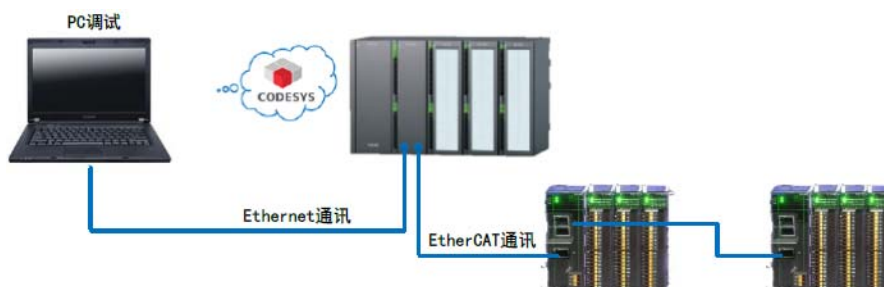 PC调试
CODESYS
Ethernet通讯
EtherCAT通讯